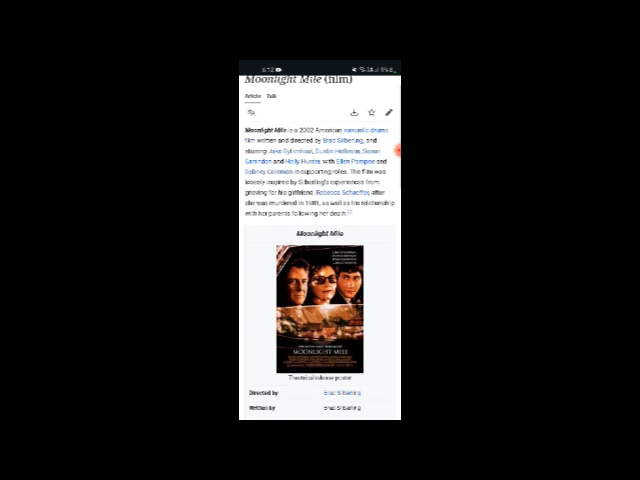 Moonlight Mile (film)
Article Talk
Moonlight Mile is a 2002 American romantic drama
film written and directed by Brad Silberling, and
starring Jake Gyllenhaal, Dustin Hoffman, Susan
Sarandon and Holly Hunter, with Ellen Pompeo and
Dabney Coleman in supporting roles. The film was
loosely inspired by Silberling's experiences from
grieving for his girlfriend, Rebecca Schaeffer, after
she was murdered in 1989, as well as his relationship
with her parents following her death.
Moonlight Mile
MOONLIGHT MILE
Theatrical release poster
Directed by Brad Silberling
Written by Brad Silberling